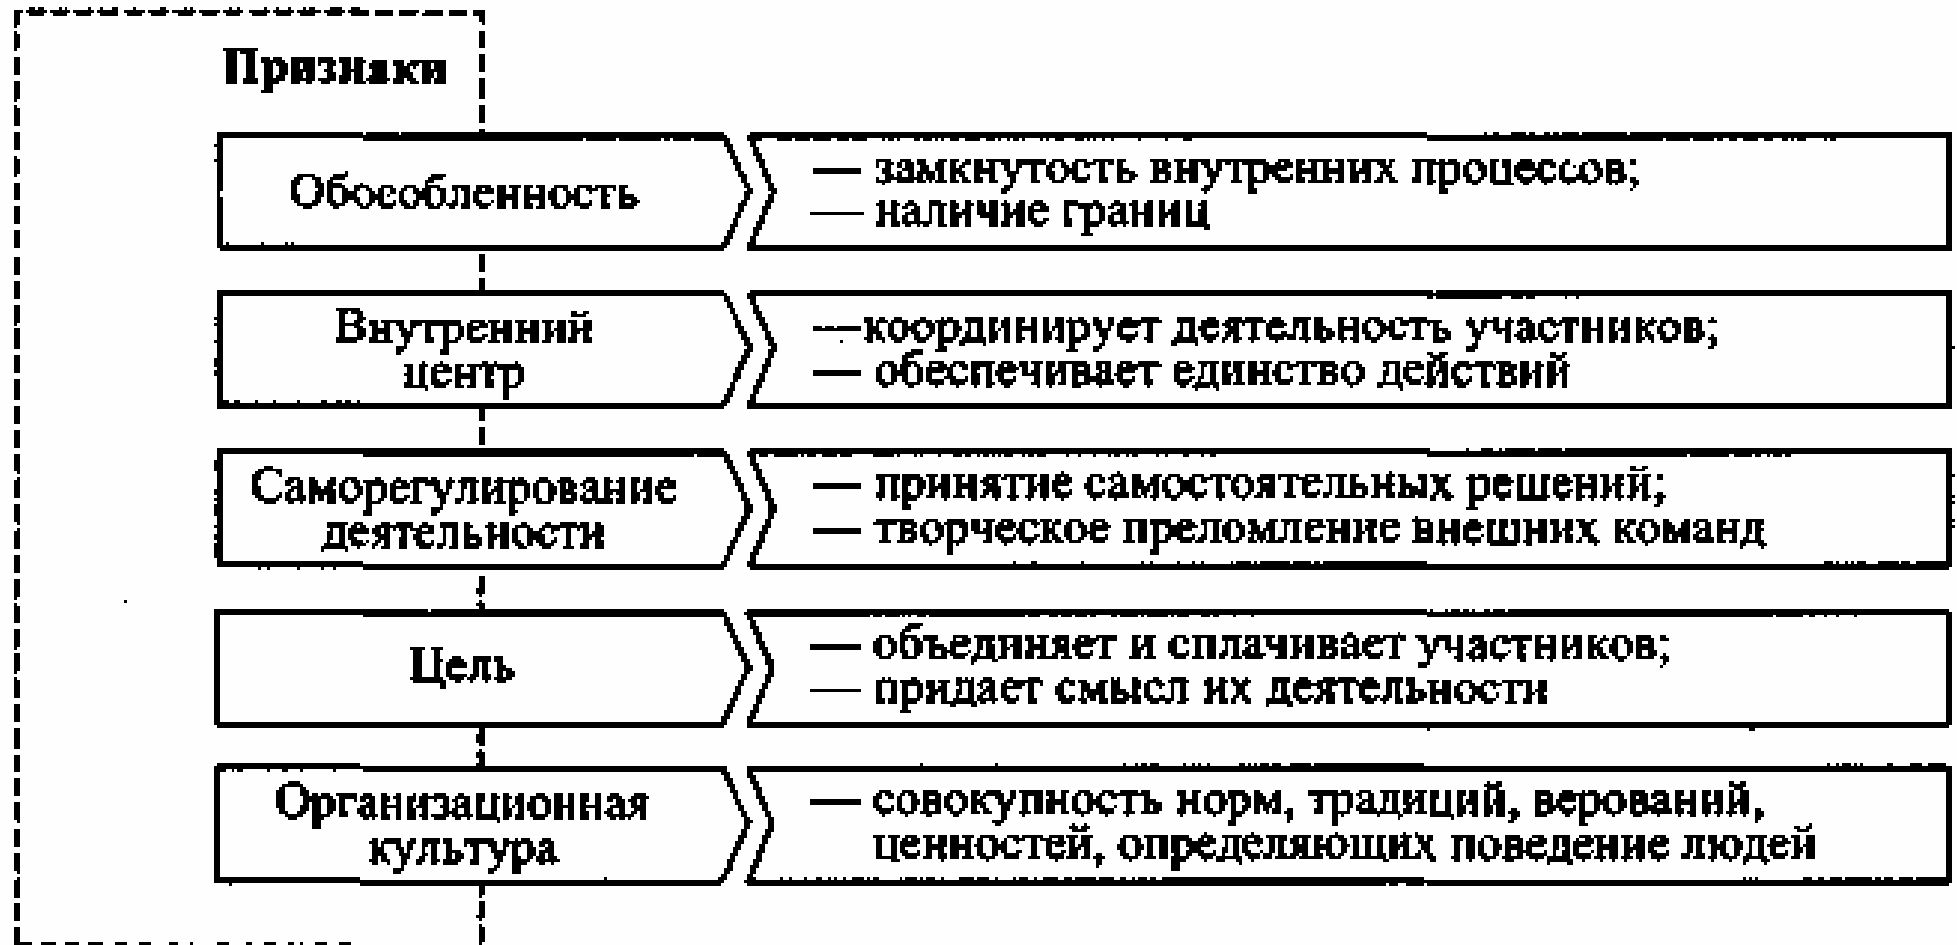 Признаки
Обособленность
— замкнутость внутренних процессов;
— наличие границ
Внутренний
центр
—координирует деятельность участников;
— обеспечивает единство действий
Саморегулирование
деятельности
— принятие самостоятельных решений;
— творческое преломление внешних команд
Цель
— объединяет и сплачивает участников;
— придает смысл их деятельности
Организационная
культура
— совокупность норм, традиций, верований,
ценностей, определяющих поведение людей